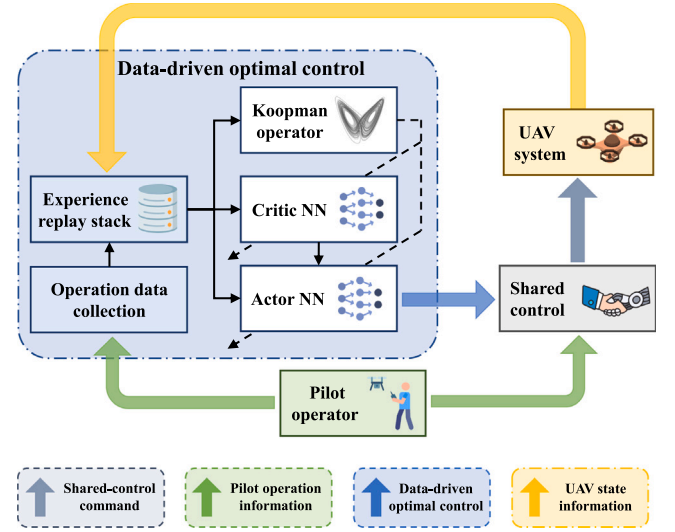 Data-driven optimal control
Koopman
operator
UAV
system
Experience
replay stack
Critic NN
Operation data
collection
Actor NN
Shared
control
Pilot
operator
Shared-control
command
Pilot operation
information
Data-driven
optimal control
UAV state
information